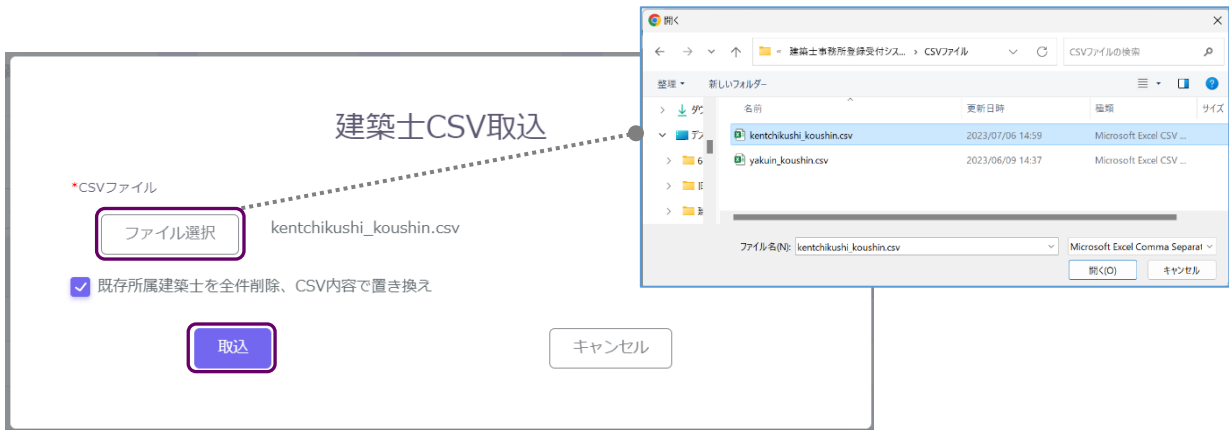 建築士CSV取込
*CSVファイル
ファイル選択
kentchikushi_koushin.csv
既存所属建築士を全件削除、CSV内容で置き換え
取込
キャンセル
開く
« 建築士事務所登録受付シス... › CSVファイル
CSVファイルの検索
整理
新しいフォルダー
名前
更新日時
種類
サイズ
kentchikushi_koushin.csv
2023/07/06 14:59
Microsoft Excel CSV ...
yakuin_koushin.csv
2023/06/09 14:37
Microsoft Excel CSV ...
6
ファイル名(N):
kentchikushi_koushin.csv
Microsoft Excel Comma Separat
開く(O)
キャンセル